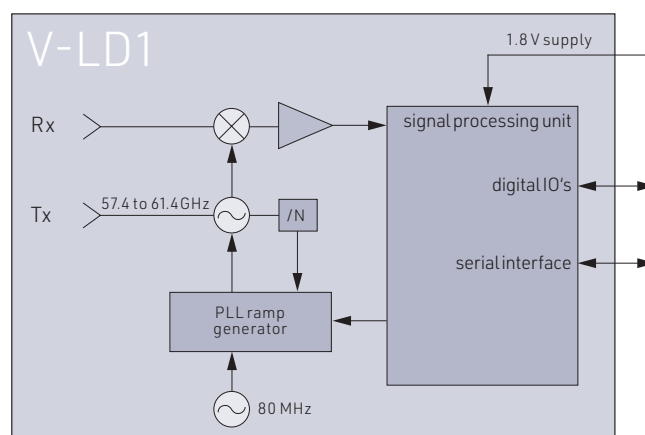 V-LD1
1.8 V supply
Rx
signal processing unit
digital IO's
Tx
57.4 to 61.4 GHz
/N
serial interface
PLL ramp
generator
80 MHz